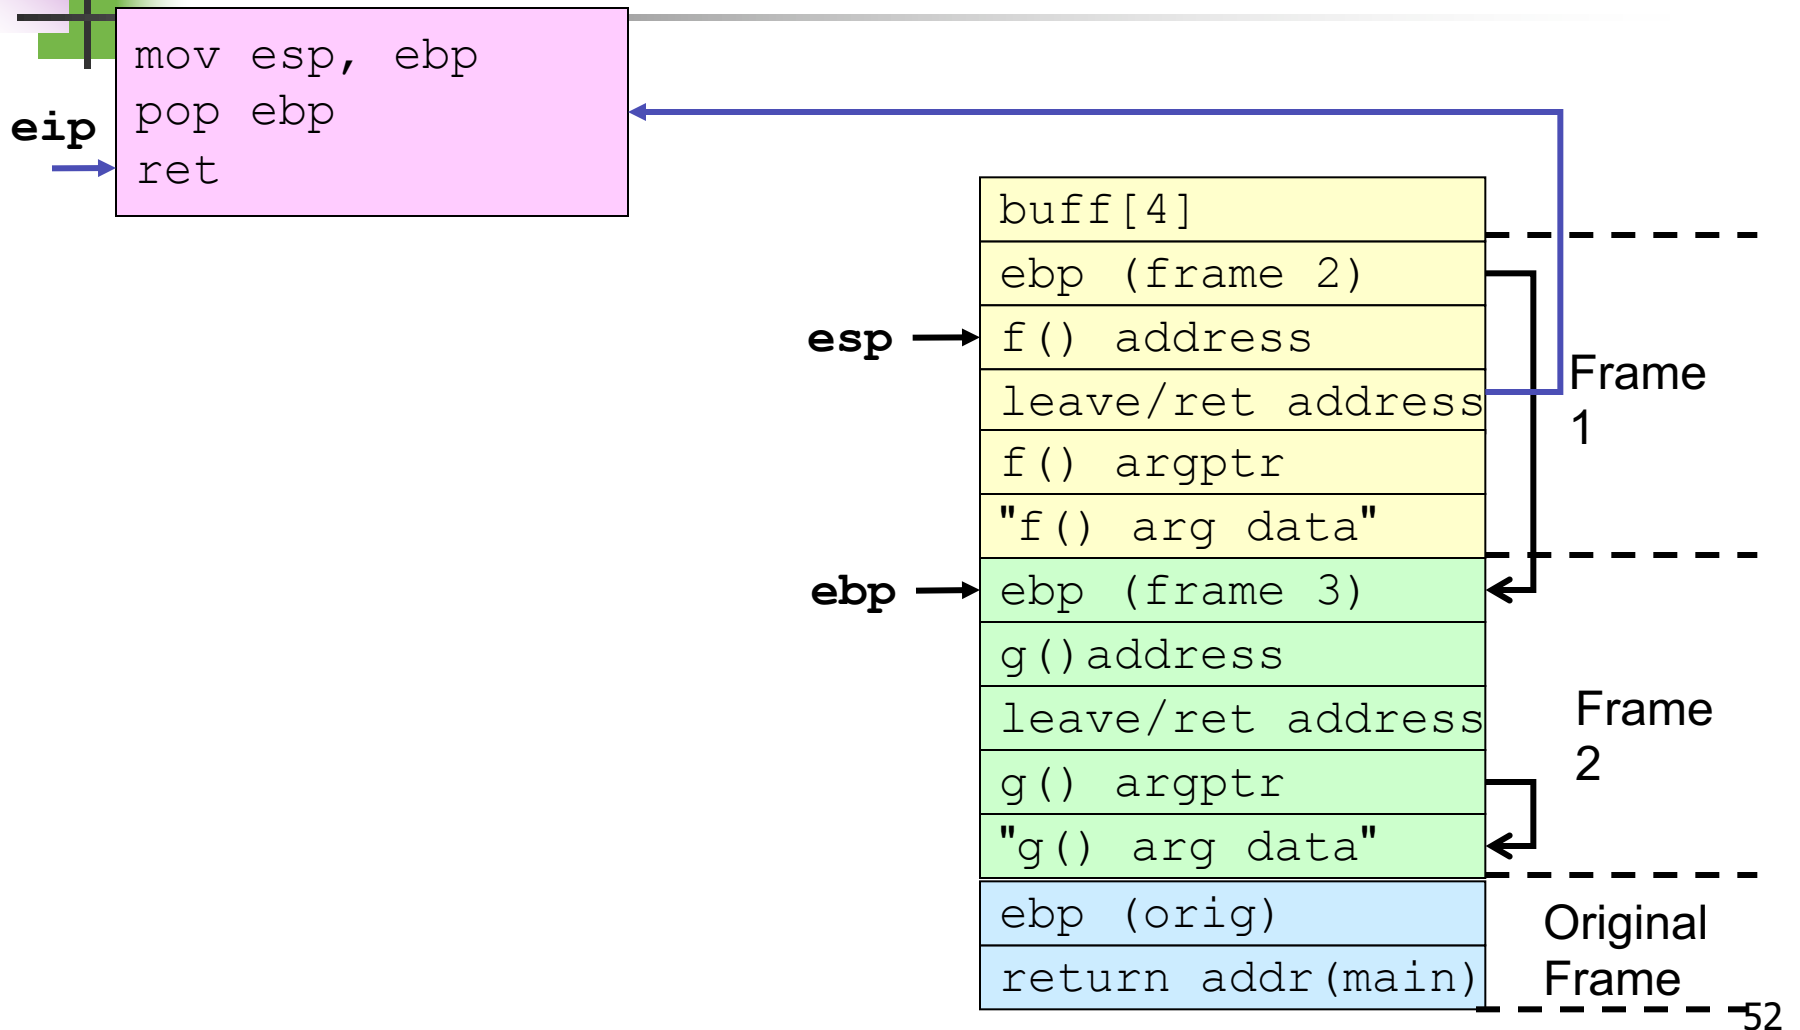 mov esp, ebp
pop ebp
eip
ret
buff[4]
ebp (frame 2)
esp
f() address
Frame
1
leave/ret address
f() argptr
"f() arg data"
ebp
ebp (frame 3)
g()address
leave/ret address
Frame
2
g() argptr
"g() arg data"
ebp (orig)
Original
Frame
return addr(main)
52